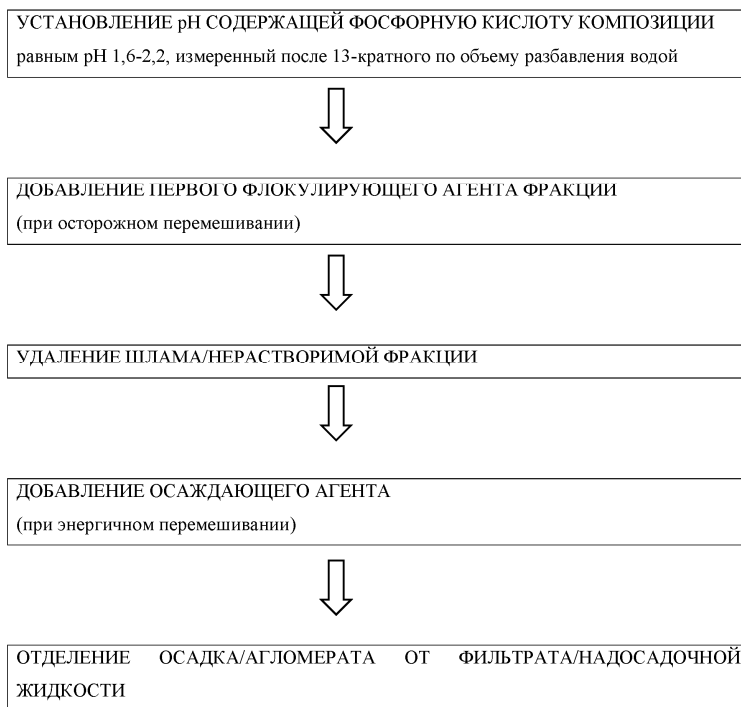 УСТАНОВЛЕНИЕ pH СОДЕРЖАЩЕЙ ФОСФОРНУЮ КИСЛОТУ КОМПОЗИЦИИ
равным pH 1,6-2,2, измеренный после 13-кратного по объему разбавления водой
ДОБАВЛЕНИЕ ПЕРВОГО ФЛОКУЛИРУЮЩЕГО АГЕНТА ФРАКЦИИ
(при осторожном перемешивании)
УДАЛЕНИЕ ШЛАМА/НЕРАСТВОРИМОЙ ФРАКЦИИ
ДОБАВЛЕНИЕ ОСАЖДАЮЩЕГО АГЕНТА
(при энергичном перемешивании)
ОТДЕЛЕНИЕ ОСАДКА/АГЛОМЕРАТА ОТ ФИЛЬТРАТА/НАДОСАДОЧНОЙ
ЖИДКОСТИ